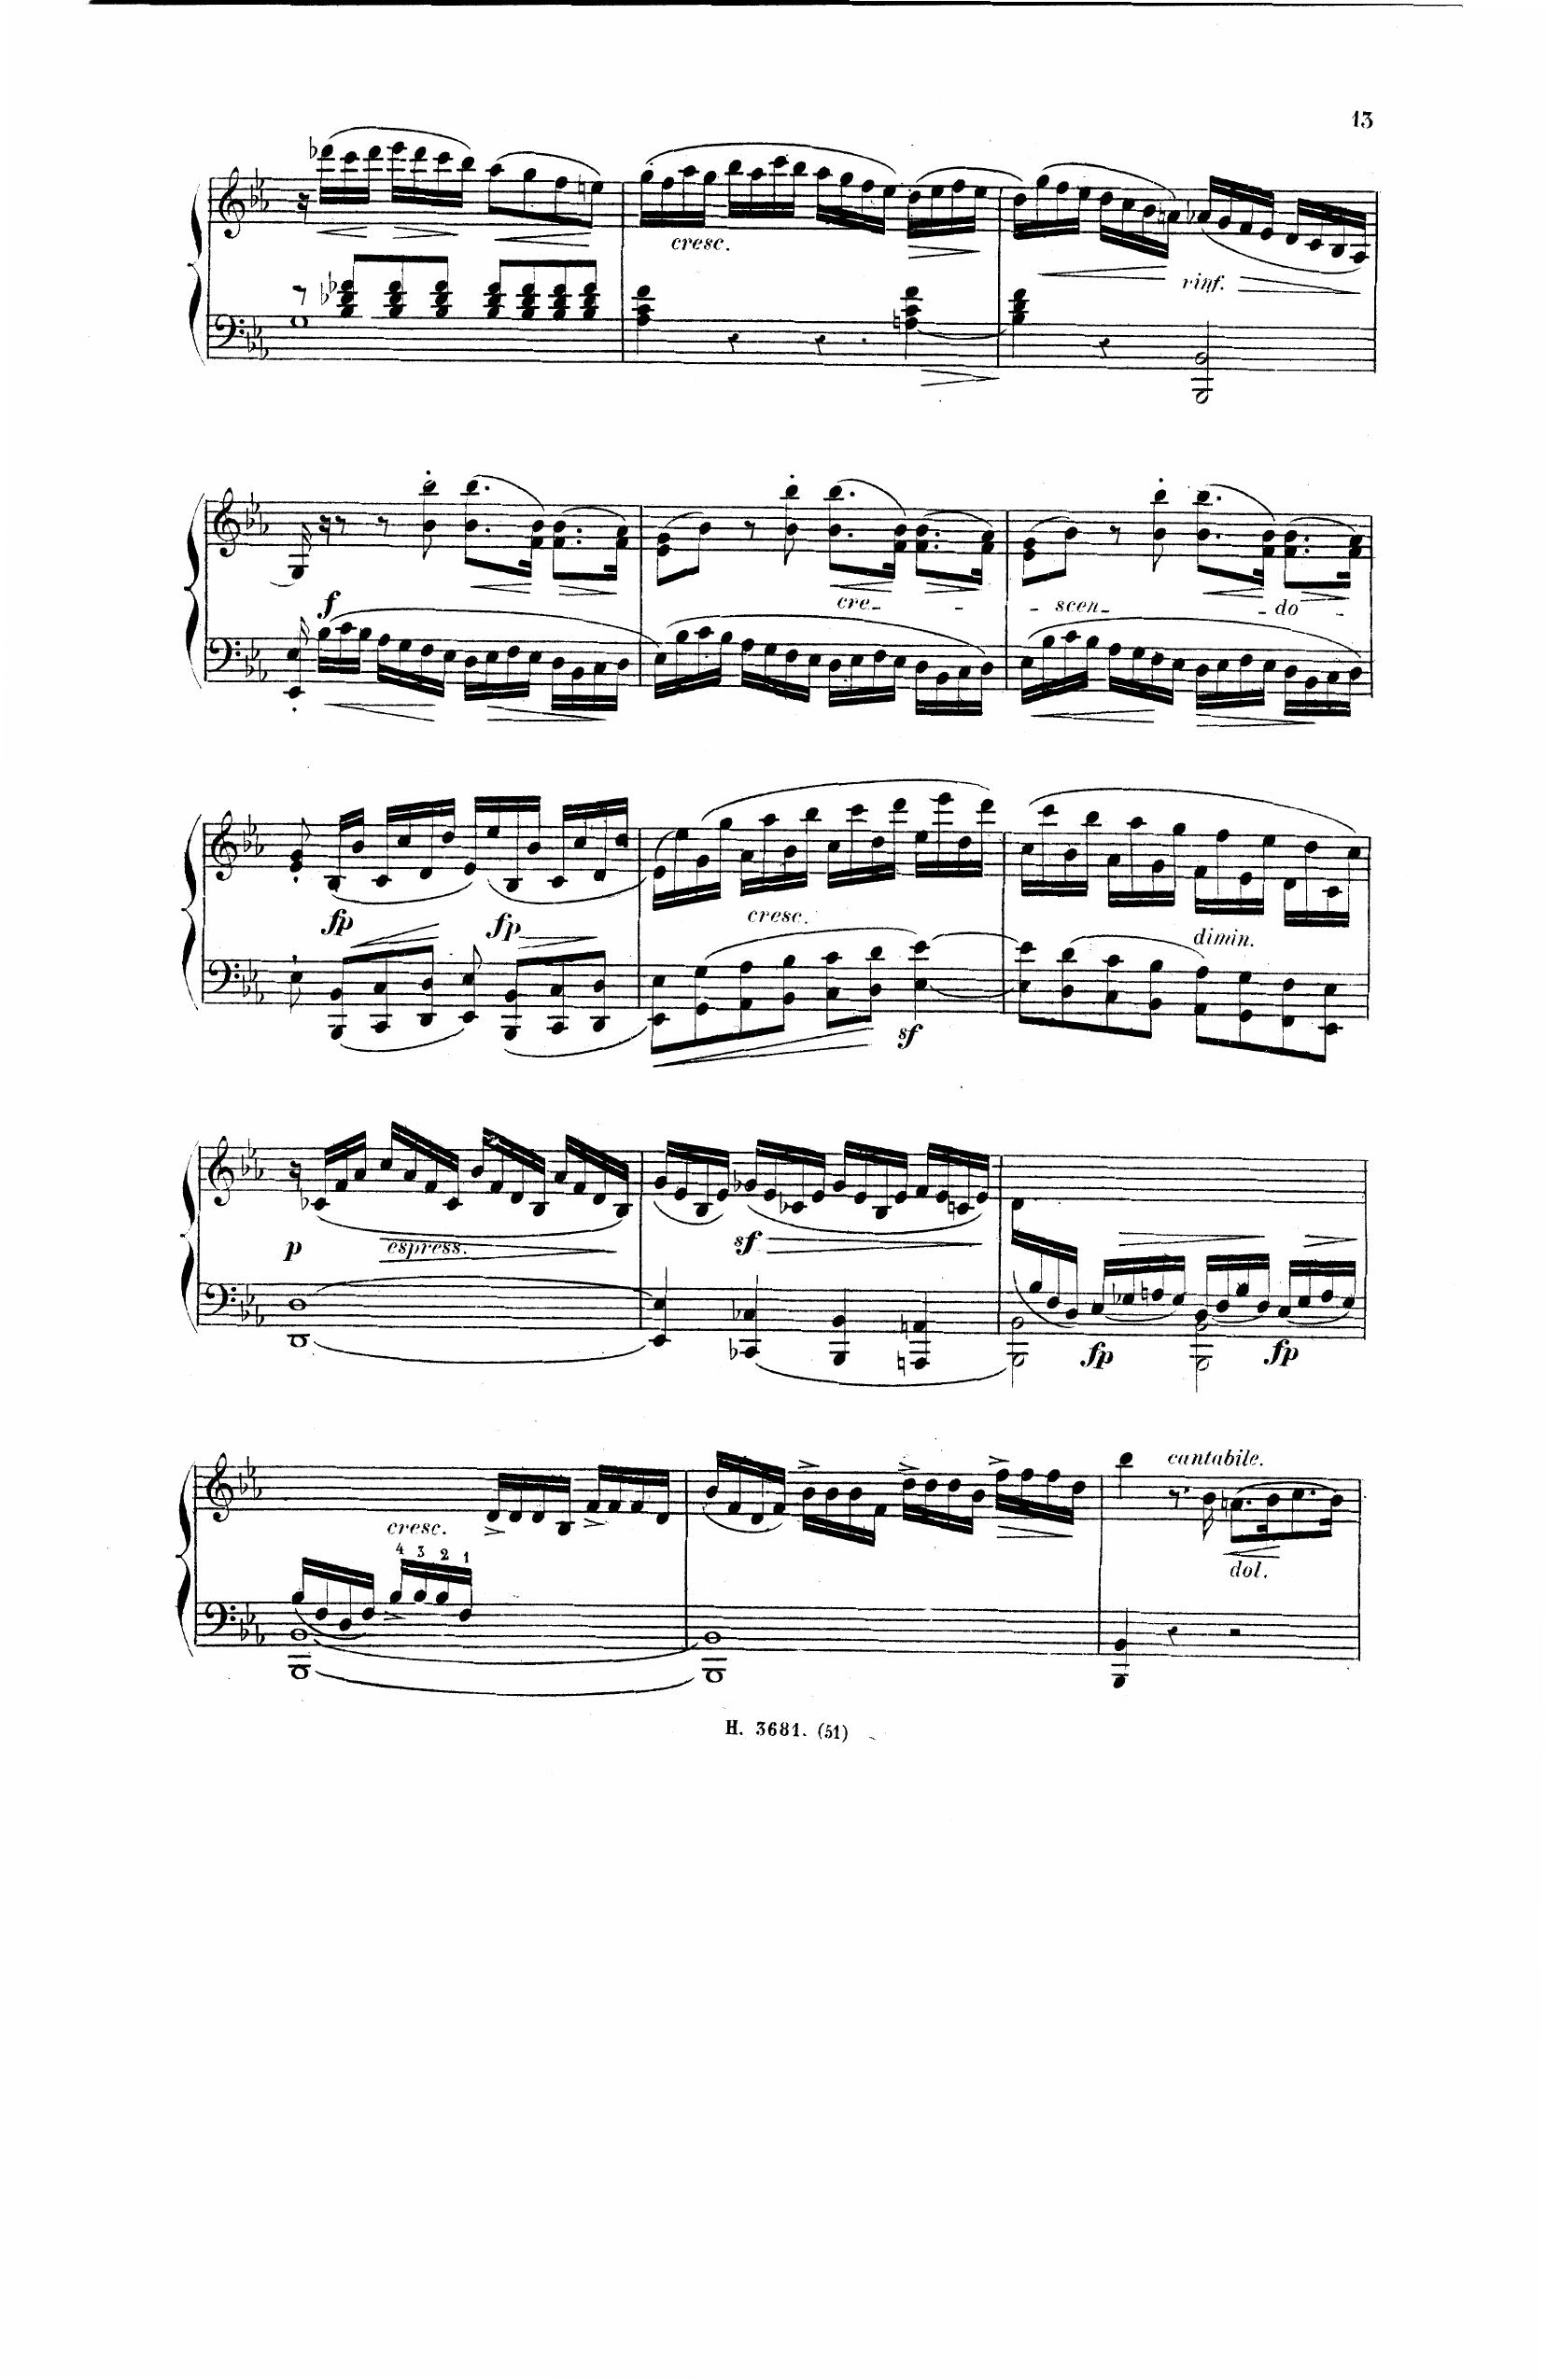 13
cresc.
rinf.
f
cre- - - scen- - do -
fp fp
cresc.
dimin.
sf
p espress. sf
fp fp
cantabile.
cresc.
4 3 2 1
dol.
H. 3681. (51)